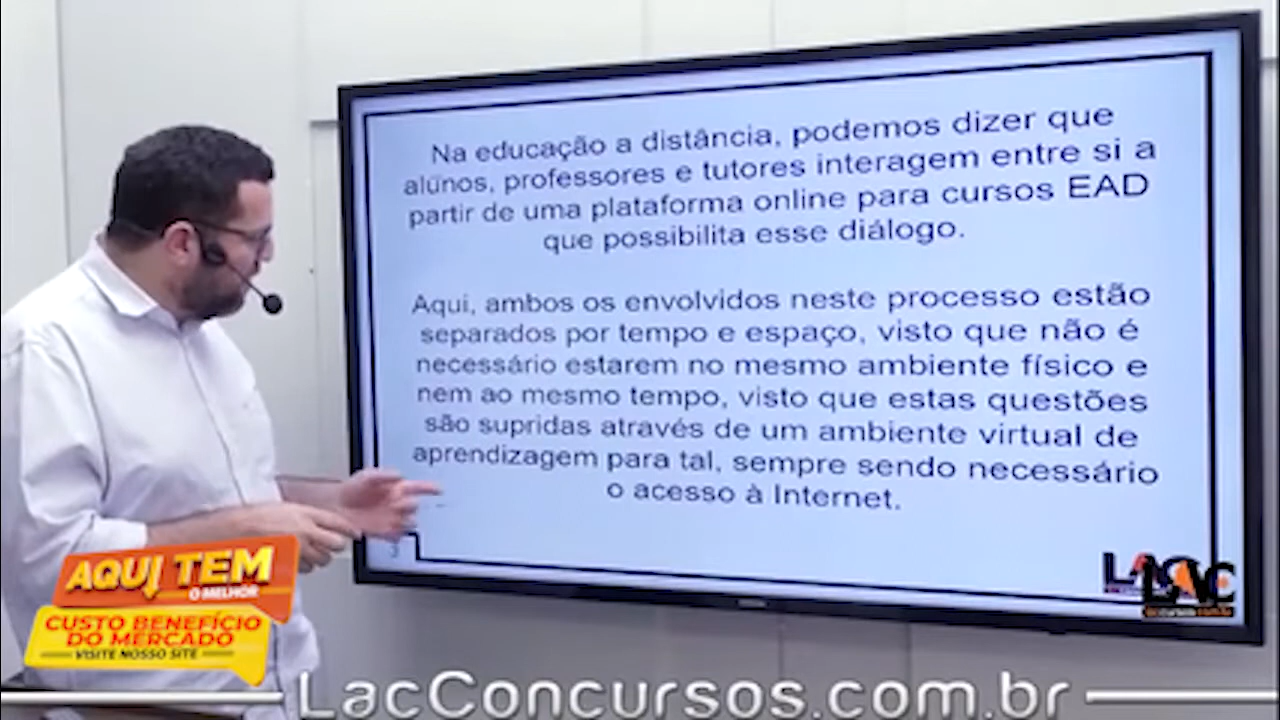 Na educação a distância, podemos dizer que
alunos, professores e tutores interagem entre si a
partir de uma plataforma online para cursos EAD
que possibilita esse diálogo.
Aqui, ambos os envolvidos neste processo estão
separados por tempo e espaço, visto que não é
necessário estarem no mesmo ambiente físico e
nem ao mesmo tempo, visto que estas questões
são supridas através de um ambiente virtual de
aprendizagem para tal, sempre sendo necessário
o acesso à Internet.
3
LAC
AQUI TEM
O MELHOR
CUSTO BENEFÍCIO
DO MERCADO
VISITE NOSSO SITE
LacConcursos.com.br